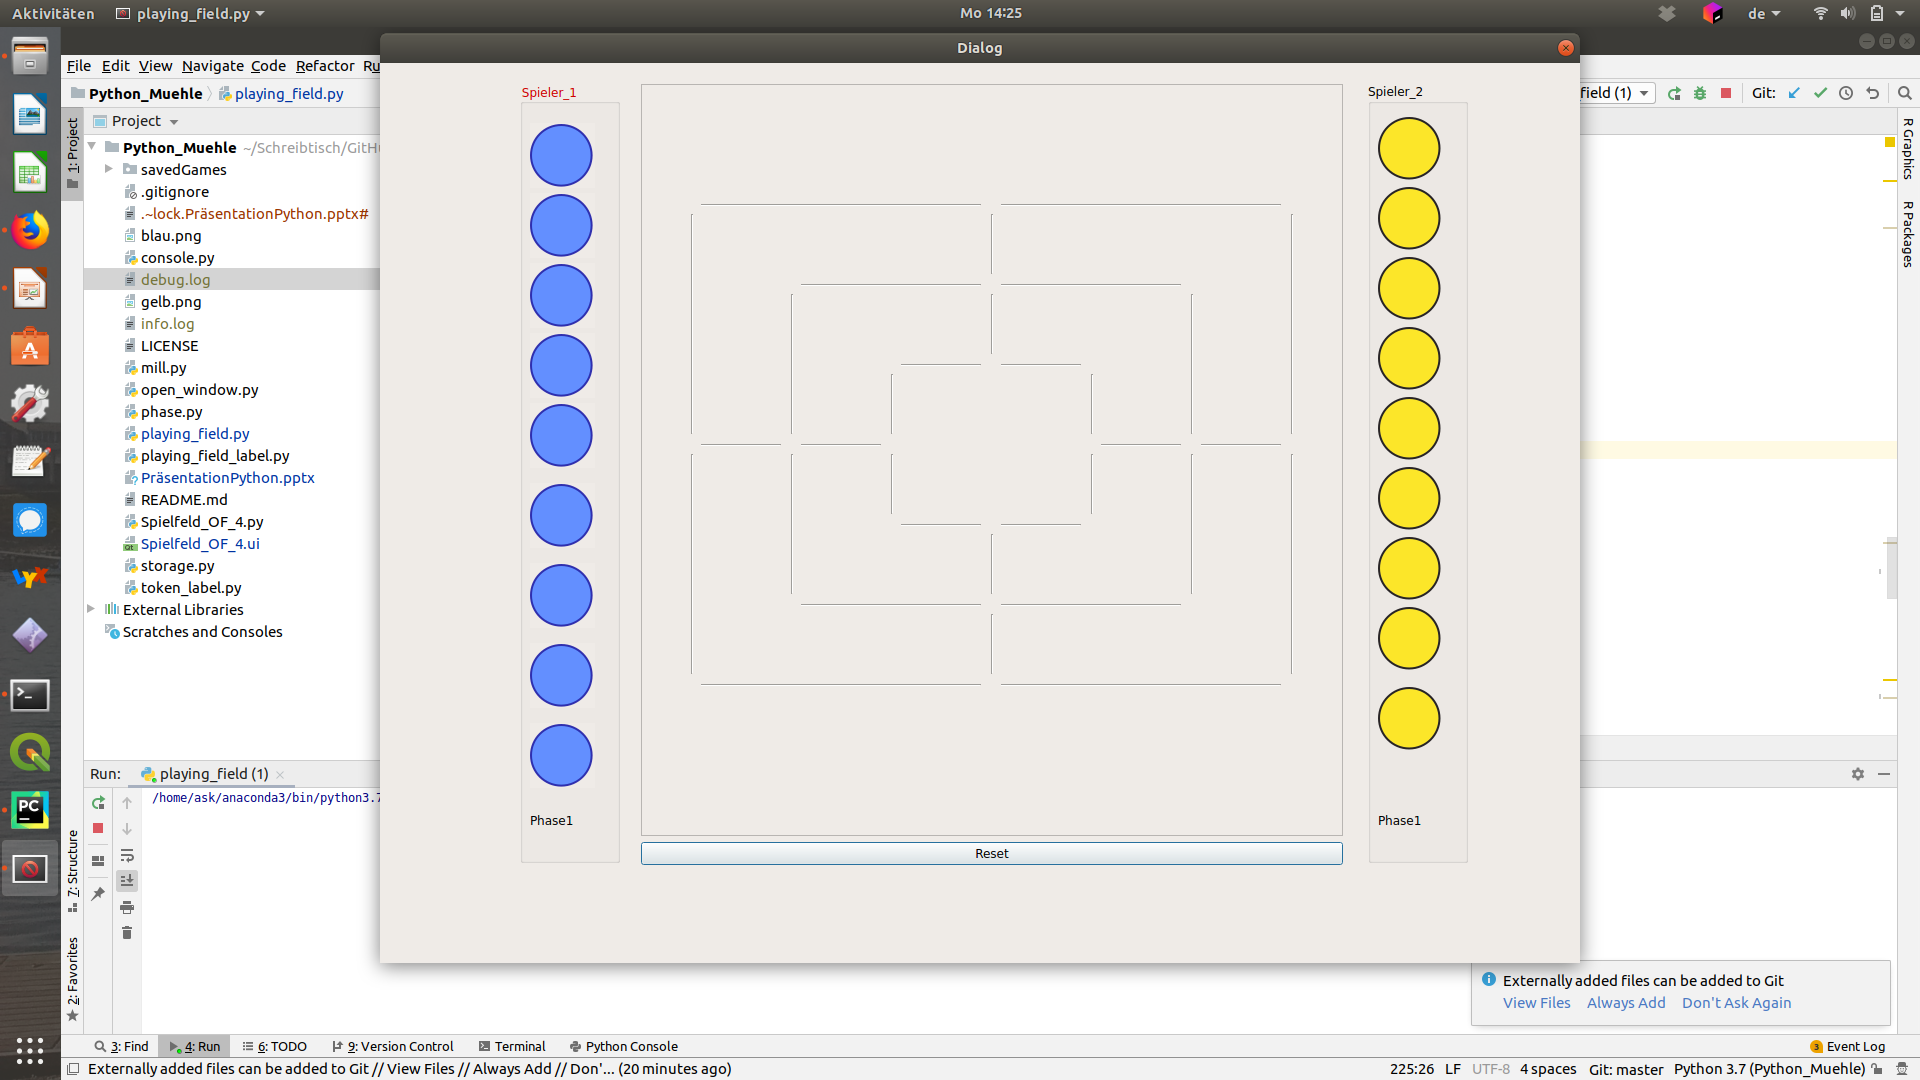 Aktivitäten playing_field.py Mo 14:25 de
Dialog
File Edit View Navigate Code Refactor Ru
Python_Muehle playing_field.py field (1) Git:
1: Project
Project
Python_Muehle ~/Schreibtisch/GitHu
savedGames
.gitignore
.~lock.PräsentationPython.pptx#
blau.png
console.py
debug.log
gelb.png
info.log
LICENSE
mill.py
open_window.py
phase.py
playing_field.py
playing_field_label.py
PräsentationPython.pptx
README.md
Spielfeld_OF_4.py
Spielfeld_OF_4.ui
storage.py
token_label.py
External Libraries
Scratches and Consoles
Spieler_1
Phase1
Reset
Spieler_2
Phase1
R Graphics
R Packages
Run: playing_field (1)
/home/ask/anaconda3/bin/python3.7
7: Structure
2: Favorites
Externally added files can be added to Git
View Files Always Add Don't Ask Again
3: Find 4: Run 6: TODO 9: Version Control Terminal Python Console 3 Event Log
Externally added files can be added to Git // View Files // Always Add // Don'... (20 minutes ago) 225:26 LF UTF-8 4 spaces Git: master Python 3.7 (Python_Muehle)